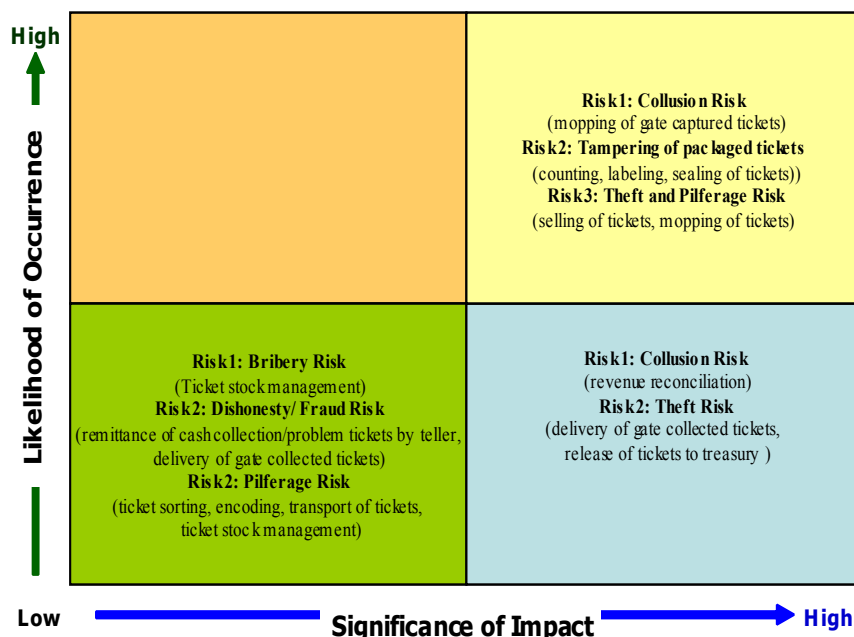 High
Likelihood of Occurrence
Risk1: Collusion Risk
(mopping of gate captured tickets)
Risk2: Tampering of packaged tickets
(counting, labeling, sealing of tickets))
Risk3: Theft and Pilferage Risk
(selling of tickets, mopping of tickets)
Risk1: Bribery Risk
(Ticket stock management)
Risk2: Dishonesty/ Fraud Risk
(remittance of cash collection/problem tickets by teller,
delivery of gate collected tickets)
Risk2: Pilferage Risk
(ticket sorting, encoding, transport of tickets,
ticket stock management)
Risk1: Collusion Risk
(revenue reconciliation)
Risk2: Theft Risk
(delivery of gate collected tickets,
release of tickets to treasury )
Low
Significance of Impact
High